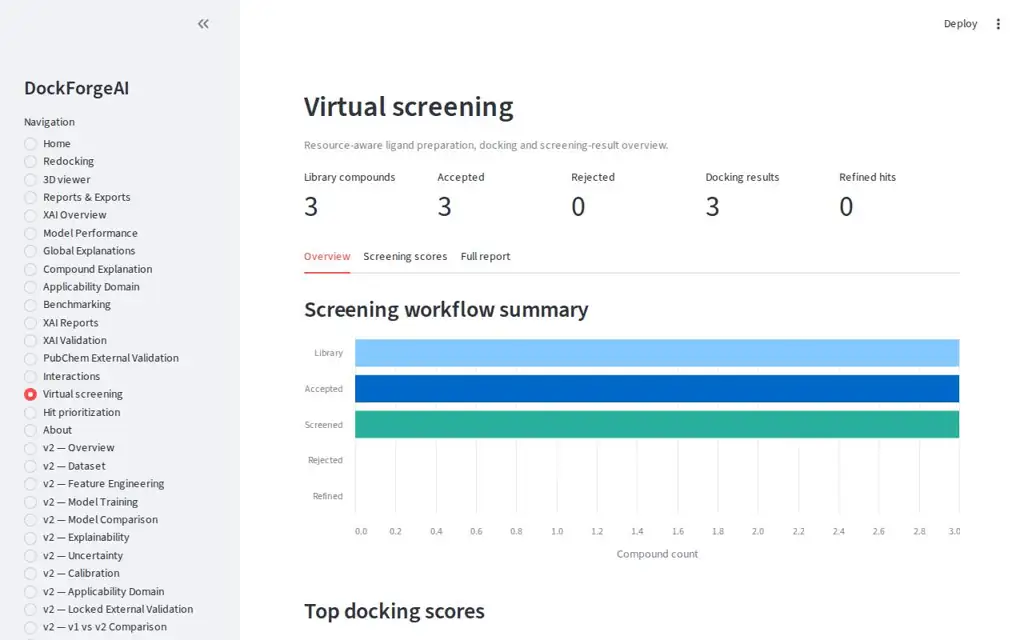 Deploy
DockForgeAI
Navigation
Home
Redocking
3D viewer
Reports & Exports
XAI Overview
Model Performance
Global Explanations
Compound Explanation
Applicability Domain
Benchmarking
XAI Reports
XAI Validation
PubChem External Validation
Interactions
Virtual screening
Hit prioritization
About
v2 — Overview
v2 — Dataset
v2 — Feature Engineering
v2 — Model Training
v2 — Model Comparison
v2 — Explainability
v2 — Uncertainty
v2 — Calibration
v2 — Applicability Domain
v2 — Locked External Validation
v2 — v1 vs v2 Comparison
Virtual screening
Resource-aware ligand preparation, docking and screening-result overview.
Library compounds Accepted Rejected Docking results Refined hits
3 3 0 3 0
Overview Screening scores Full report
Screening workflow summary
Library
Accepted
Screened
Rejected
Refined
0.0 0.2 0.4 0.6 0.8 1.0 1.2 1.4 1.6 1.8 2.0 2.2 2.4 2.6 2.8 3.0
Compound count
Top docking scores